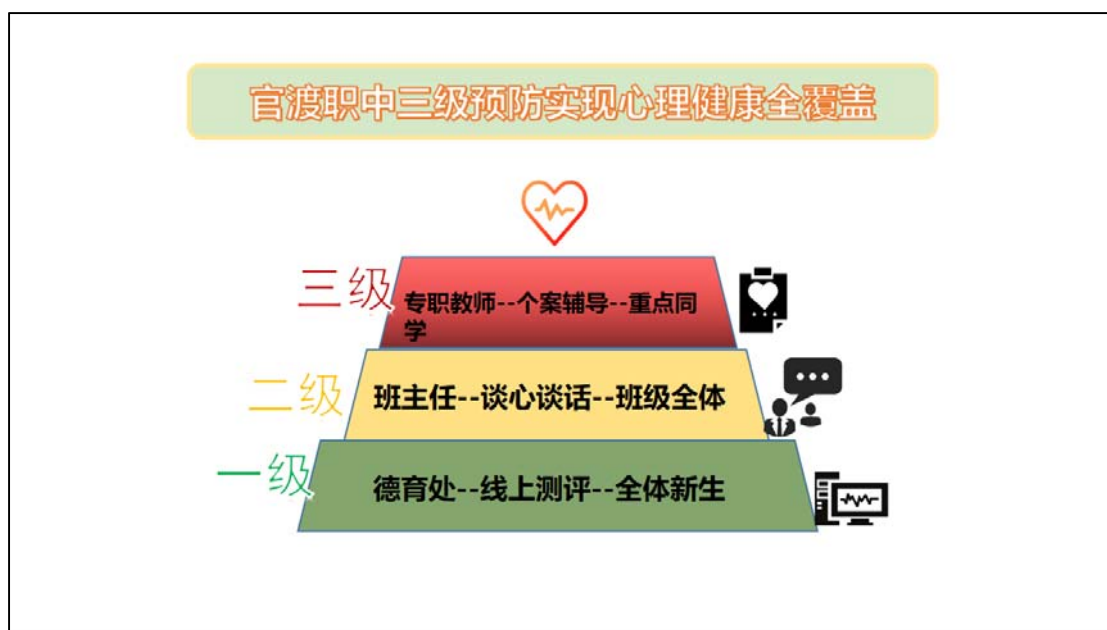 官渡职中三级预防实现心理健康全覆盖
三级
专职教师--个案辅导--重点同
学
二级
班主任--谈心谈话--班级全体
一级
德育处--线上测评--全体新生